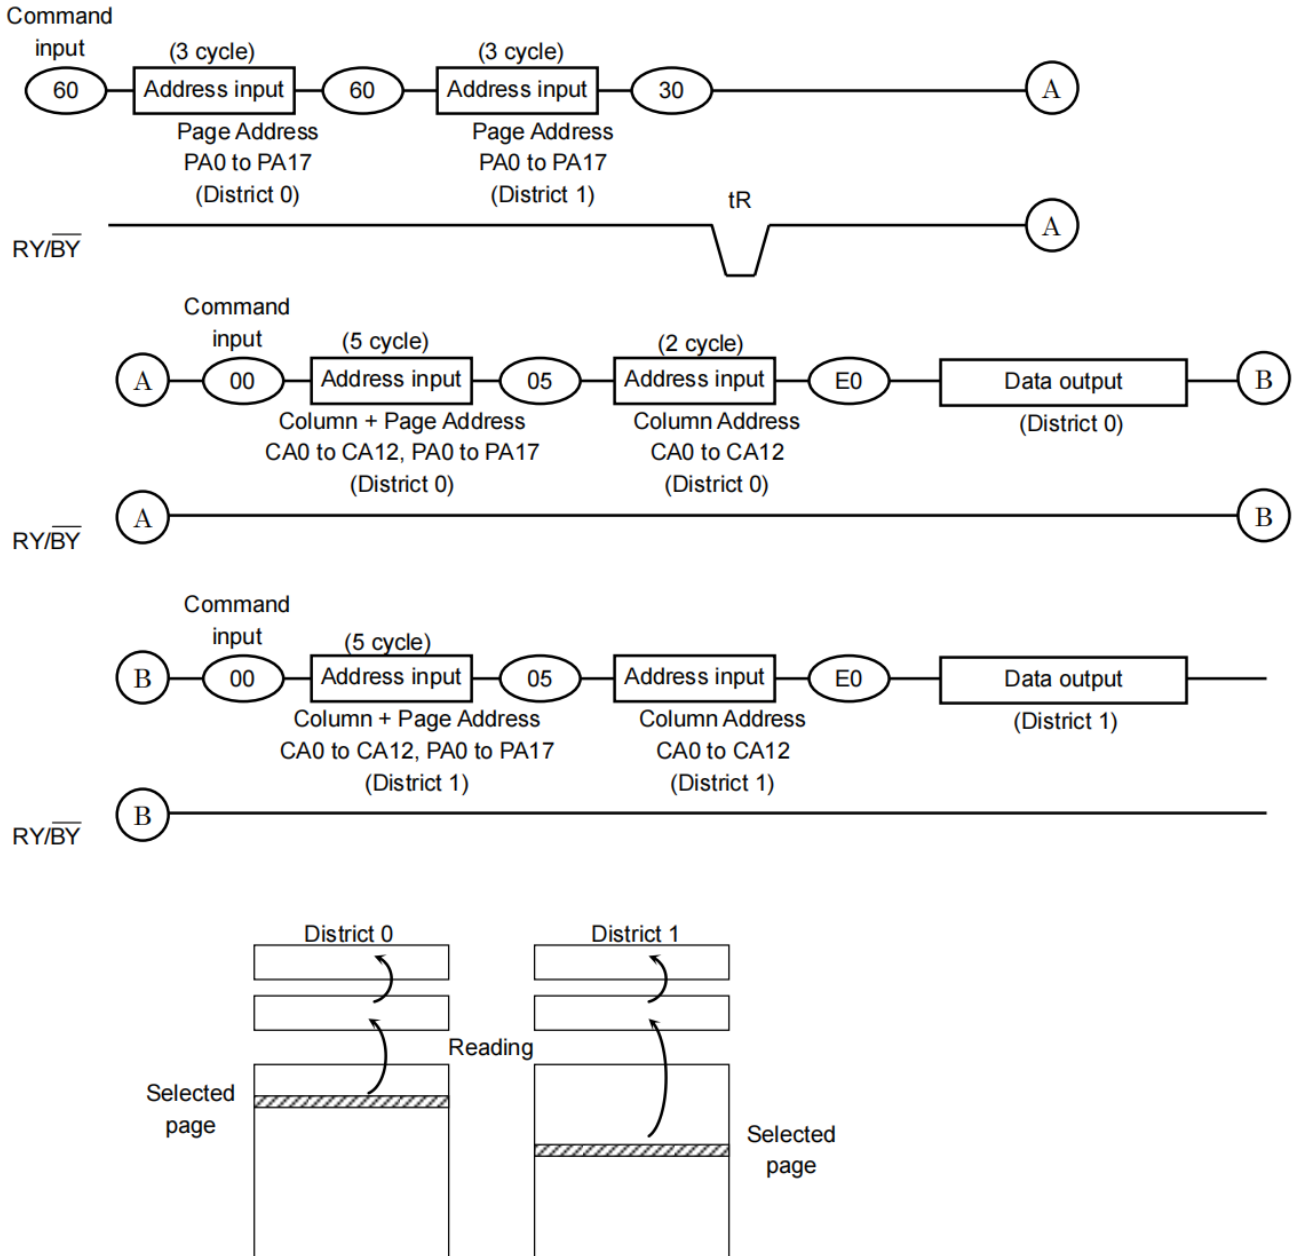 Command
input
(3 cycle)
(3 cycle)
60
Address input
60
Address input
30
A
Page Address
PA0 to PA17
(District 0)
Page Address
PA0 to PA17
(District 1)
tR
A
RY/BY
Command
input
(5 cycle)
(2 cycle)
A
00
Address input
05
Address input
E0
Data output
B
Column + Page Address
CA0 to CA12, PA0 to PA17
(District 0)
Column Address
CA0 to CA12
(District 0)
(District 0)
A
B
RY/BY
Command
input
(5 cycle)
B
00
Address input
05
Address input
E0
Data output
Column + Page Address
CA0 to CA12, PA0 to PA17
(District 1)
Column Address
CA0 to CA12
(District 1)
(District 1)
B
RY/BY
District 0
District 1
Reading
Selected
page
Selected
page